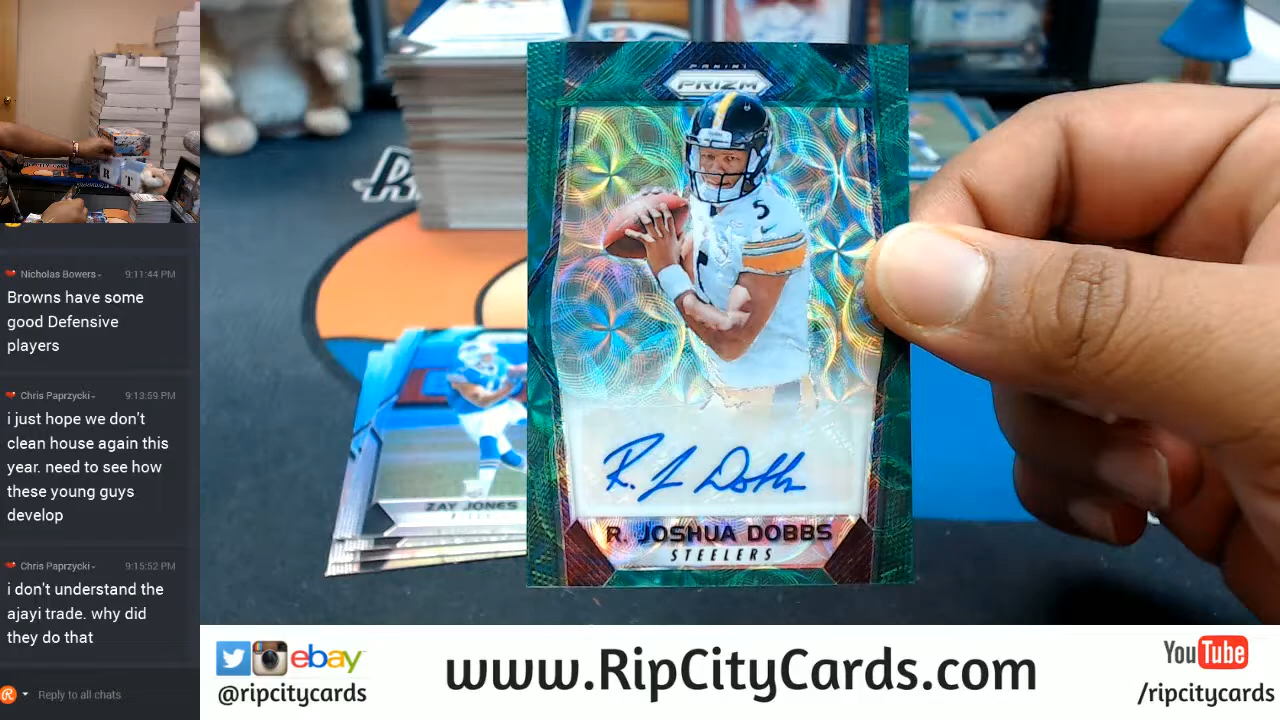 Nicholas Bowers -
9:11:44 PM
Browns have some
good Defensive
players
Chris Paprzycki -
9:13:59 PM
i just hope we don't
clean house again this
year. need to see how
these young guys
develop
Chris Paprzycki -
9:15:52 PM
i don't understand the
ajayi trade. why did
they do that
Reply to all chats
PANINI
PRIZM
5
R. J Dobbs
R. JOSHUA DOBBS
STEELERS
ZAY JONES
ebay
@ripcitycards
www.RipCityCards.com
YouTube
/ripcitycards